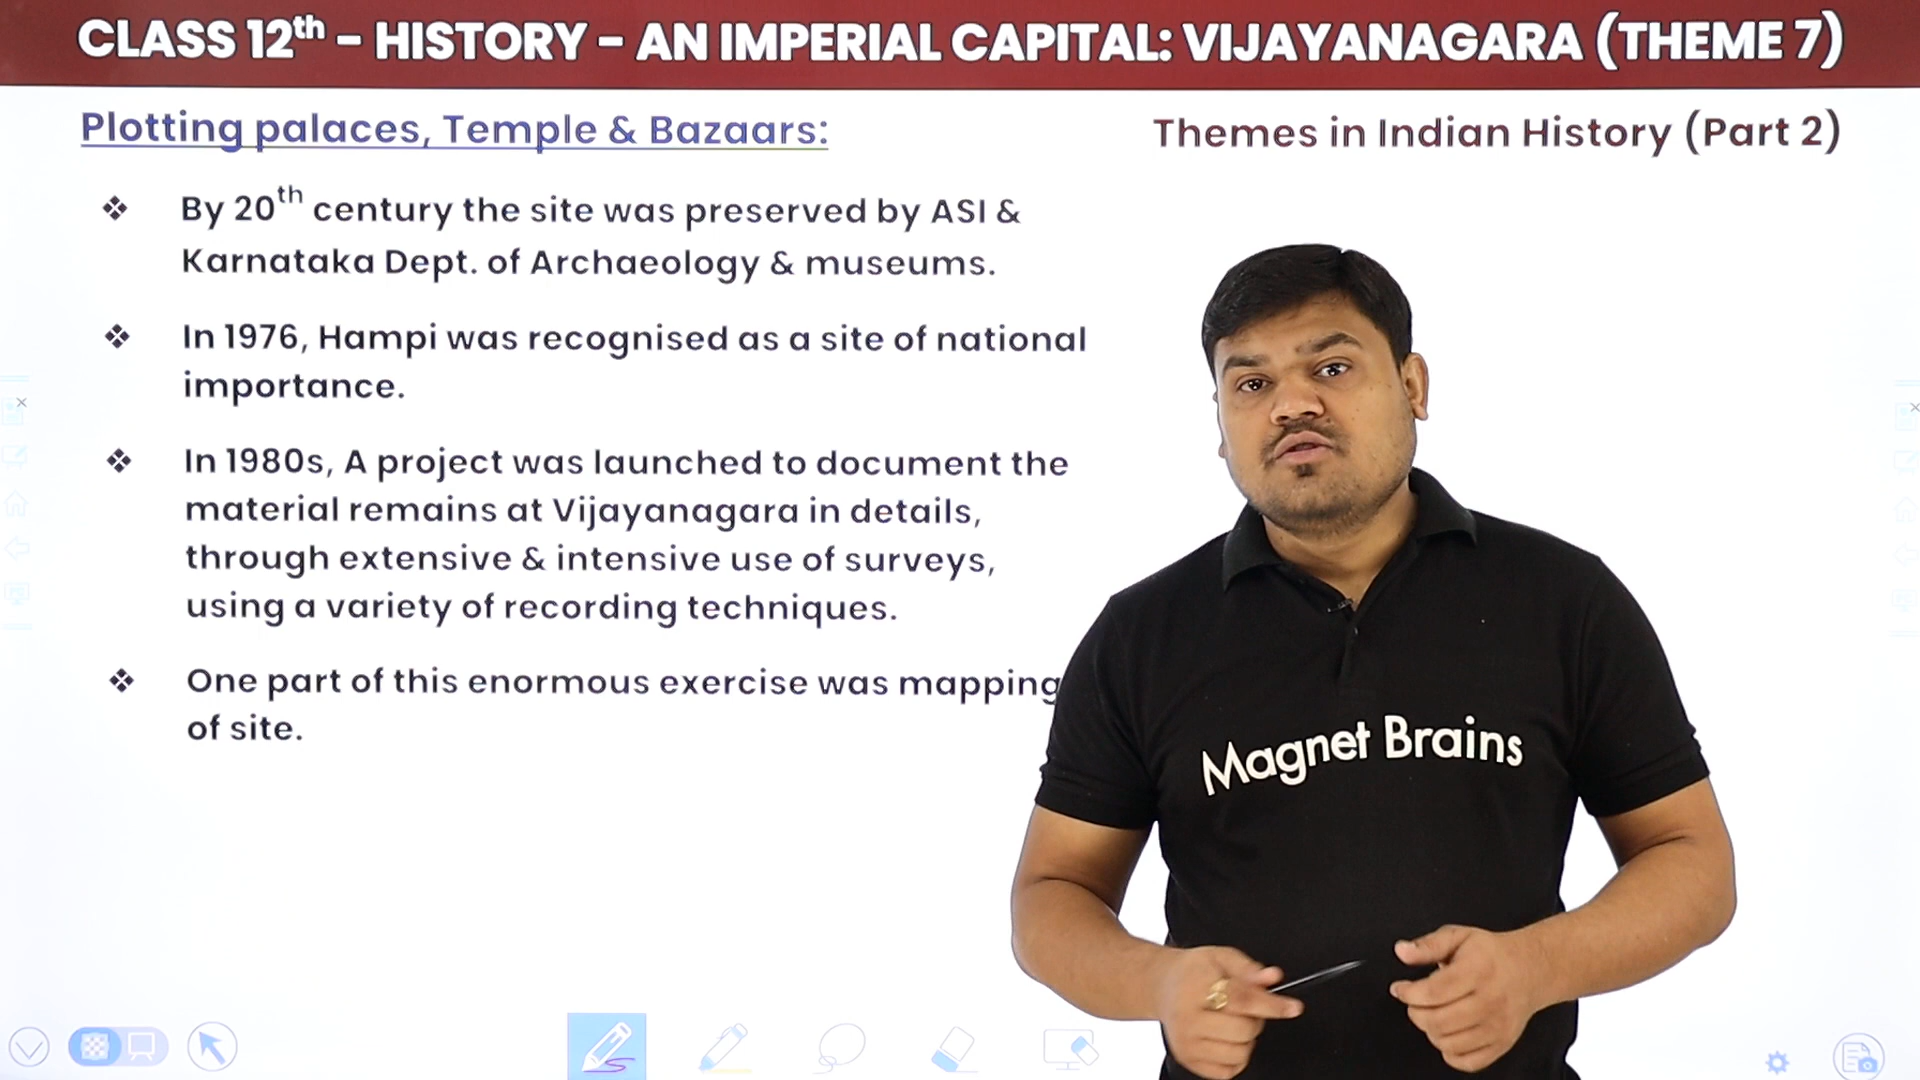 CLASS 12th - HISTORY - AN IMPERIAL CAPITAL: VIJAYANAGARA (THEME 7)
Plotting palaces, Temple & Bazaars:
Themes in Indian History (Part 2)
❖ By 20th century the site was preserved by ASI &
Karnataka Dept. of Archaeology & museums.
❖ In 1976, Hampi was recognised as a site of national
importance.
❖ In 1980s, A project was launched to document the
material remains at Vijayanagara in details,
through extensive & intensive use of surveys,
using a variety of recording techniques.
❖ One part of this enormous exercise was mapping
of site.
Magnet Brains